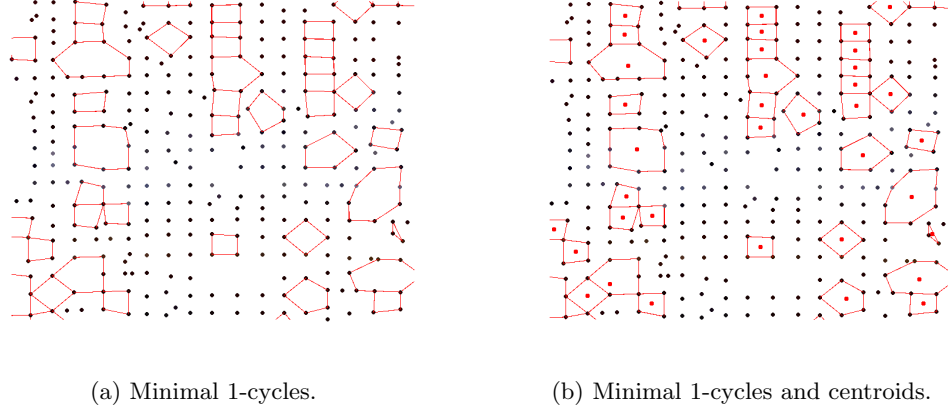 (a) Minimal 1-cycles.
(b) Minimal 1-cycles and centroids.